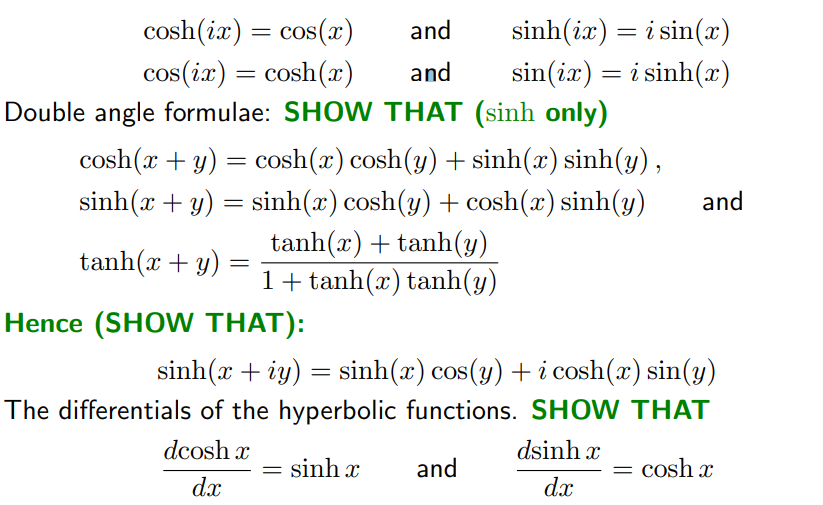 cosh(ix) = cos(x) and sinh(ix) = i sin(x)
cos(ix) = cosh(x) and sin(ix) = i sinh(x)
Double angle formulae: SHOW THAT (sinh only)
cosh(x + y) = cosh(x) cosh(y) + sinh(x) sinh(y) ,
sinh(x + y) = sinh(x) cosh(y) + cosh(x) sinh(y) and
tanh(x + y) = \frac{tanh(x) + tanh(y)}{1 + tanh(x) tanh(y)}
Hence (SHOW THAT):
sinh(x + iy) = sinh(x) cos(y) + i cosh(x) sin(y)
The differentials of the hyperbolic functions. SHOW THAT
\frac{dcosh x}{dx} = sinh x and \frac{dsinh x}{dx} = cosh x